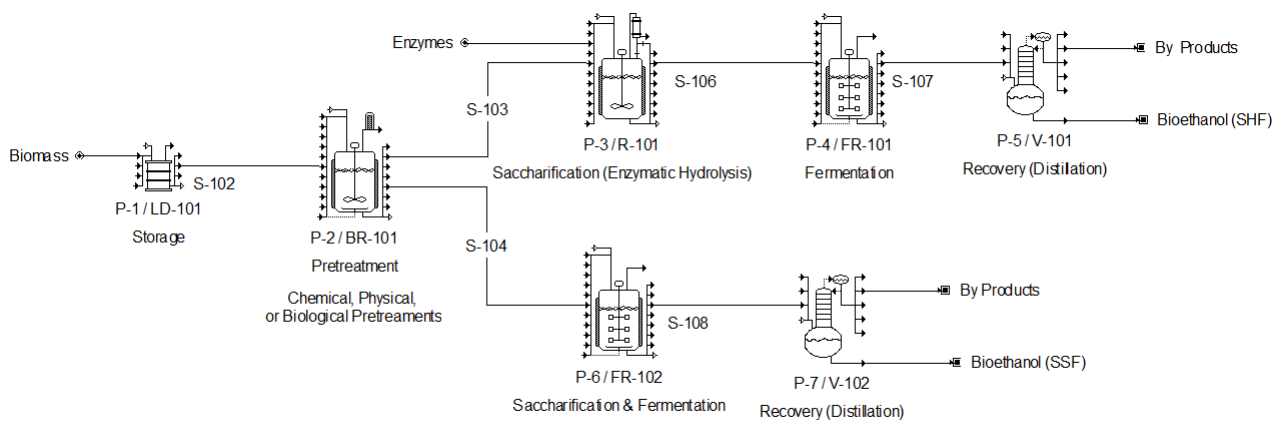 Enzymes
S-103
S-106
S-107
By Products
Bioethanol (SHF)
P-3 / R-101
Saccharification (Enzymatic Hydrolysis)
P-4 / FR-101
Fermentation
P-5 / V-101
Recovery (Distillation)
Biomass
S-102
P-1 / LD-101
Storage
P-2 / BR-101
Pretreatment
Chemical, Physical,
or Biological Pretreaments
S-104
S-108
By Products
Bioethanol (SSF)
P-6 / FR-102
Saccharification & Fermentation
P-7 / V-102
Recovery (Distillation)